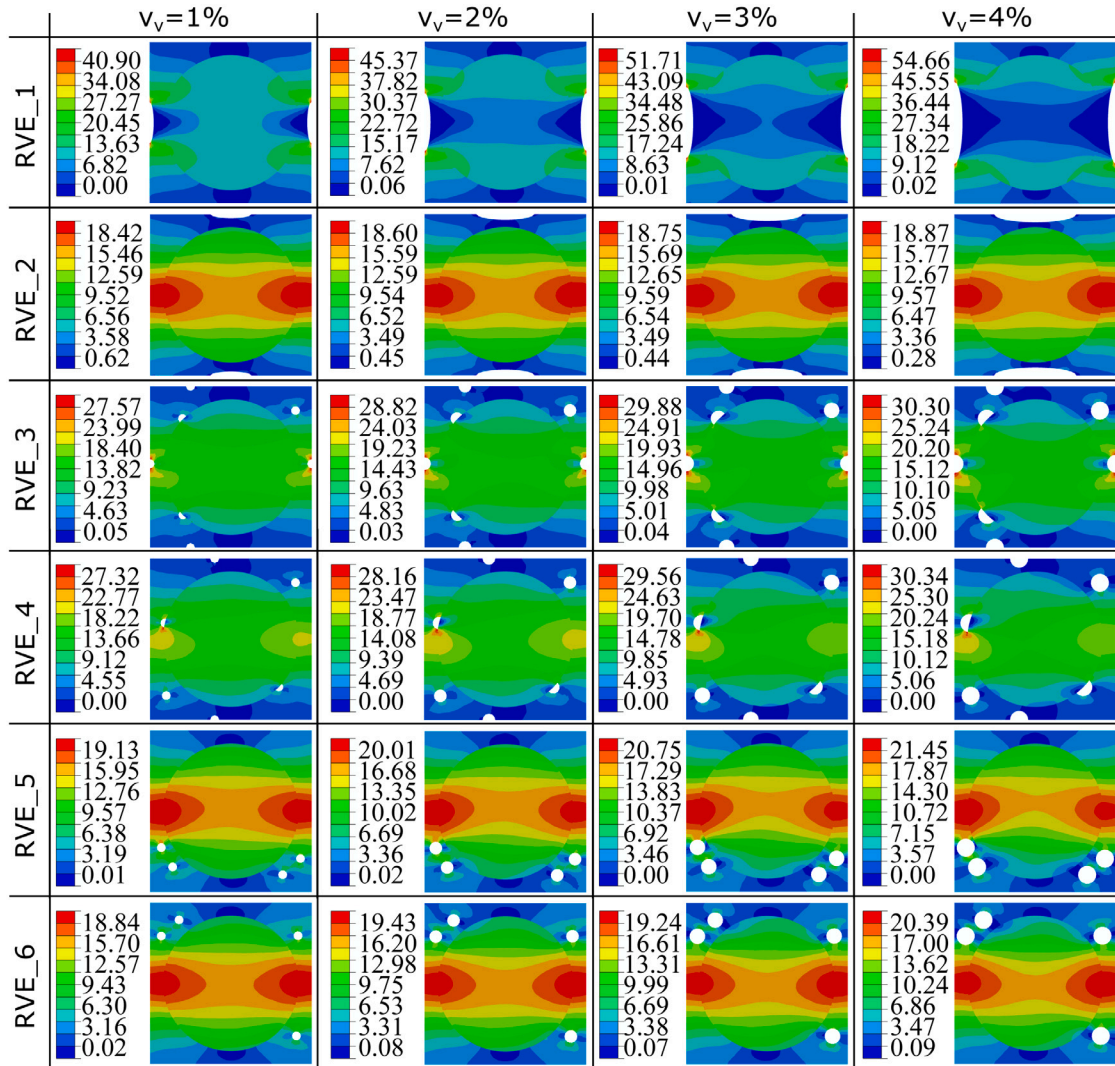 v_v=1% v_v=2% v_v=3% v_v=4%
RVE_1
40.90 45.37 51.71 54.66
34.08 37.82 43.09 45.55
27.27 30.37 34.48 36.44
20.45 22.72 25.86 27.34
13.63 15.17 17.24 18.22
6.82 7.62 8.63 9.12
0.00 0.06 0.01 0.02
RVE_2
18.42 18.60 18.75 18.87
15.46 15.59 15.69 15.77
12.59 12.59 12.65 12.67
9.52 9.54 9.59 9.57
6.56 6.52 6.54 6.47
3.58 3.49 3.49 3.36
0.62 0.45 0.44 0.28
RVE_3
27.57 28.82 29.88 30.30
23.99 24.03 24.91 25.24
18.40 19.23 19.93 20.20
13.82 14.43 14.96 15.12
9.23 9.63 9.98 10.10
4.63 4.83 5.01 5.05
0.05 0.03 0.04 0.00
RVE_4
27.32 28.16 29.56 30.34
22.77 23.47 24.63 25.30
18.22 18.77 19.70 20.24
13.66 14.08 14.78 15.18
9.12 9.39 9.85 10.12
4.55 4.69 4.93 5.06
0.00 0.00 0.00 0.00
RVE_5
19.13 20.01 20.75 21.45
15.95 16.68 17.29 17.87
12.76 13.35 13.83 14.30
9.57 10.02 10.37 10.72
6.38 6.69 6.92 7.15
3.19 3.36 3.46 3.57
0.01 0.02 0.00 0.00
RVE_6
18.84 19.43 19.24 20.39
15.70 16.20 16.61 17.00
12.57 12.98 13.31 13.62
9.43 9.75 9.99 10.24
6.30 6.53 6.69 6.86
3.16 3.31 3.38 3.47
0.02 0.08 0.07 0.09